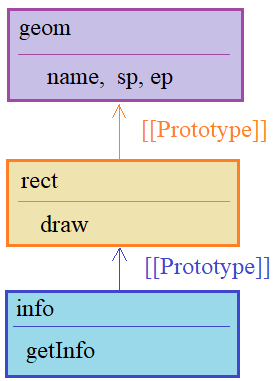 geom
name, sp, ep
[[Prototype]]
rect
draw
[[Prototype]]
info
getInfo